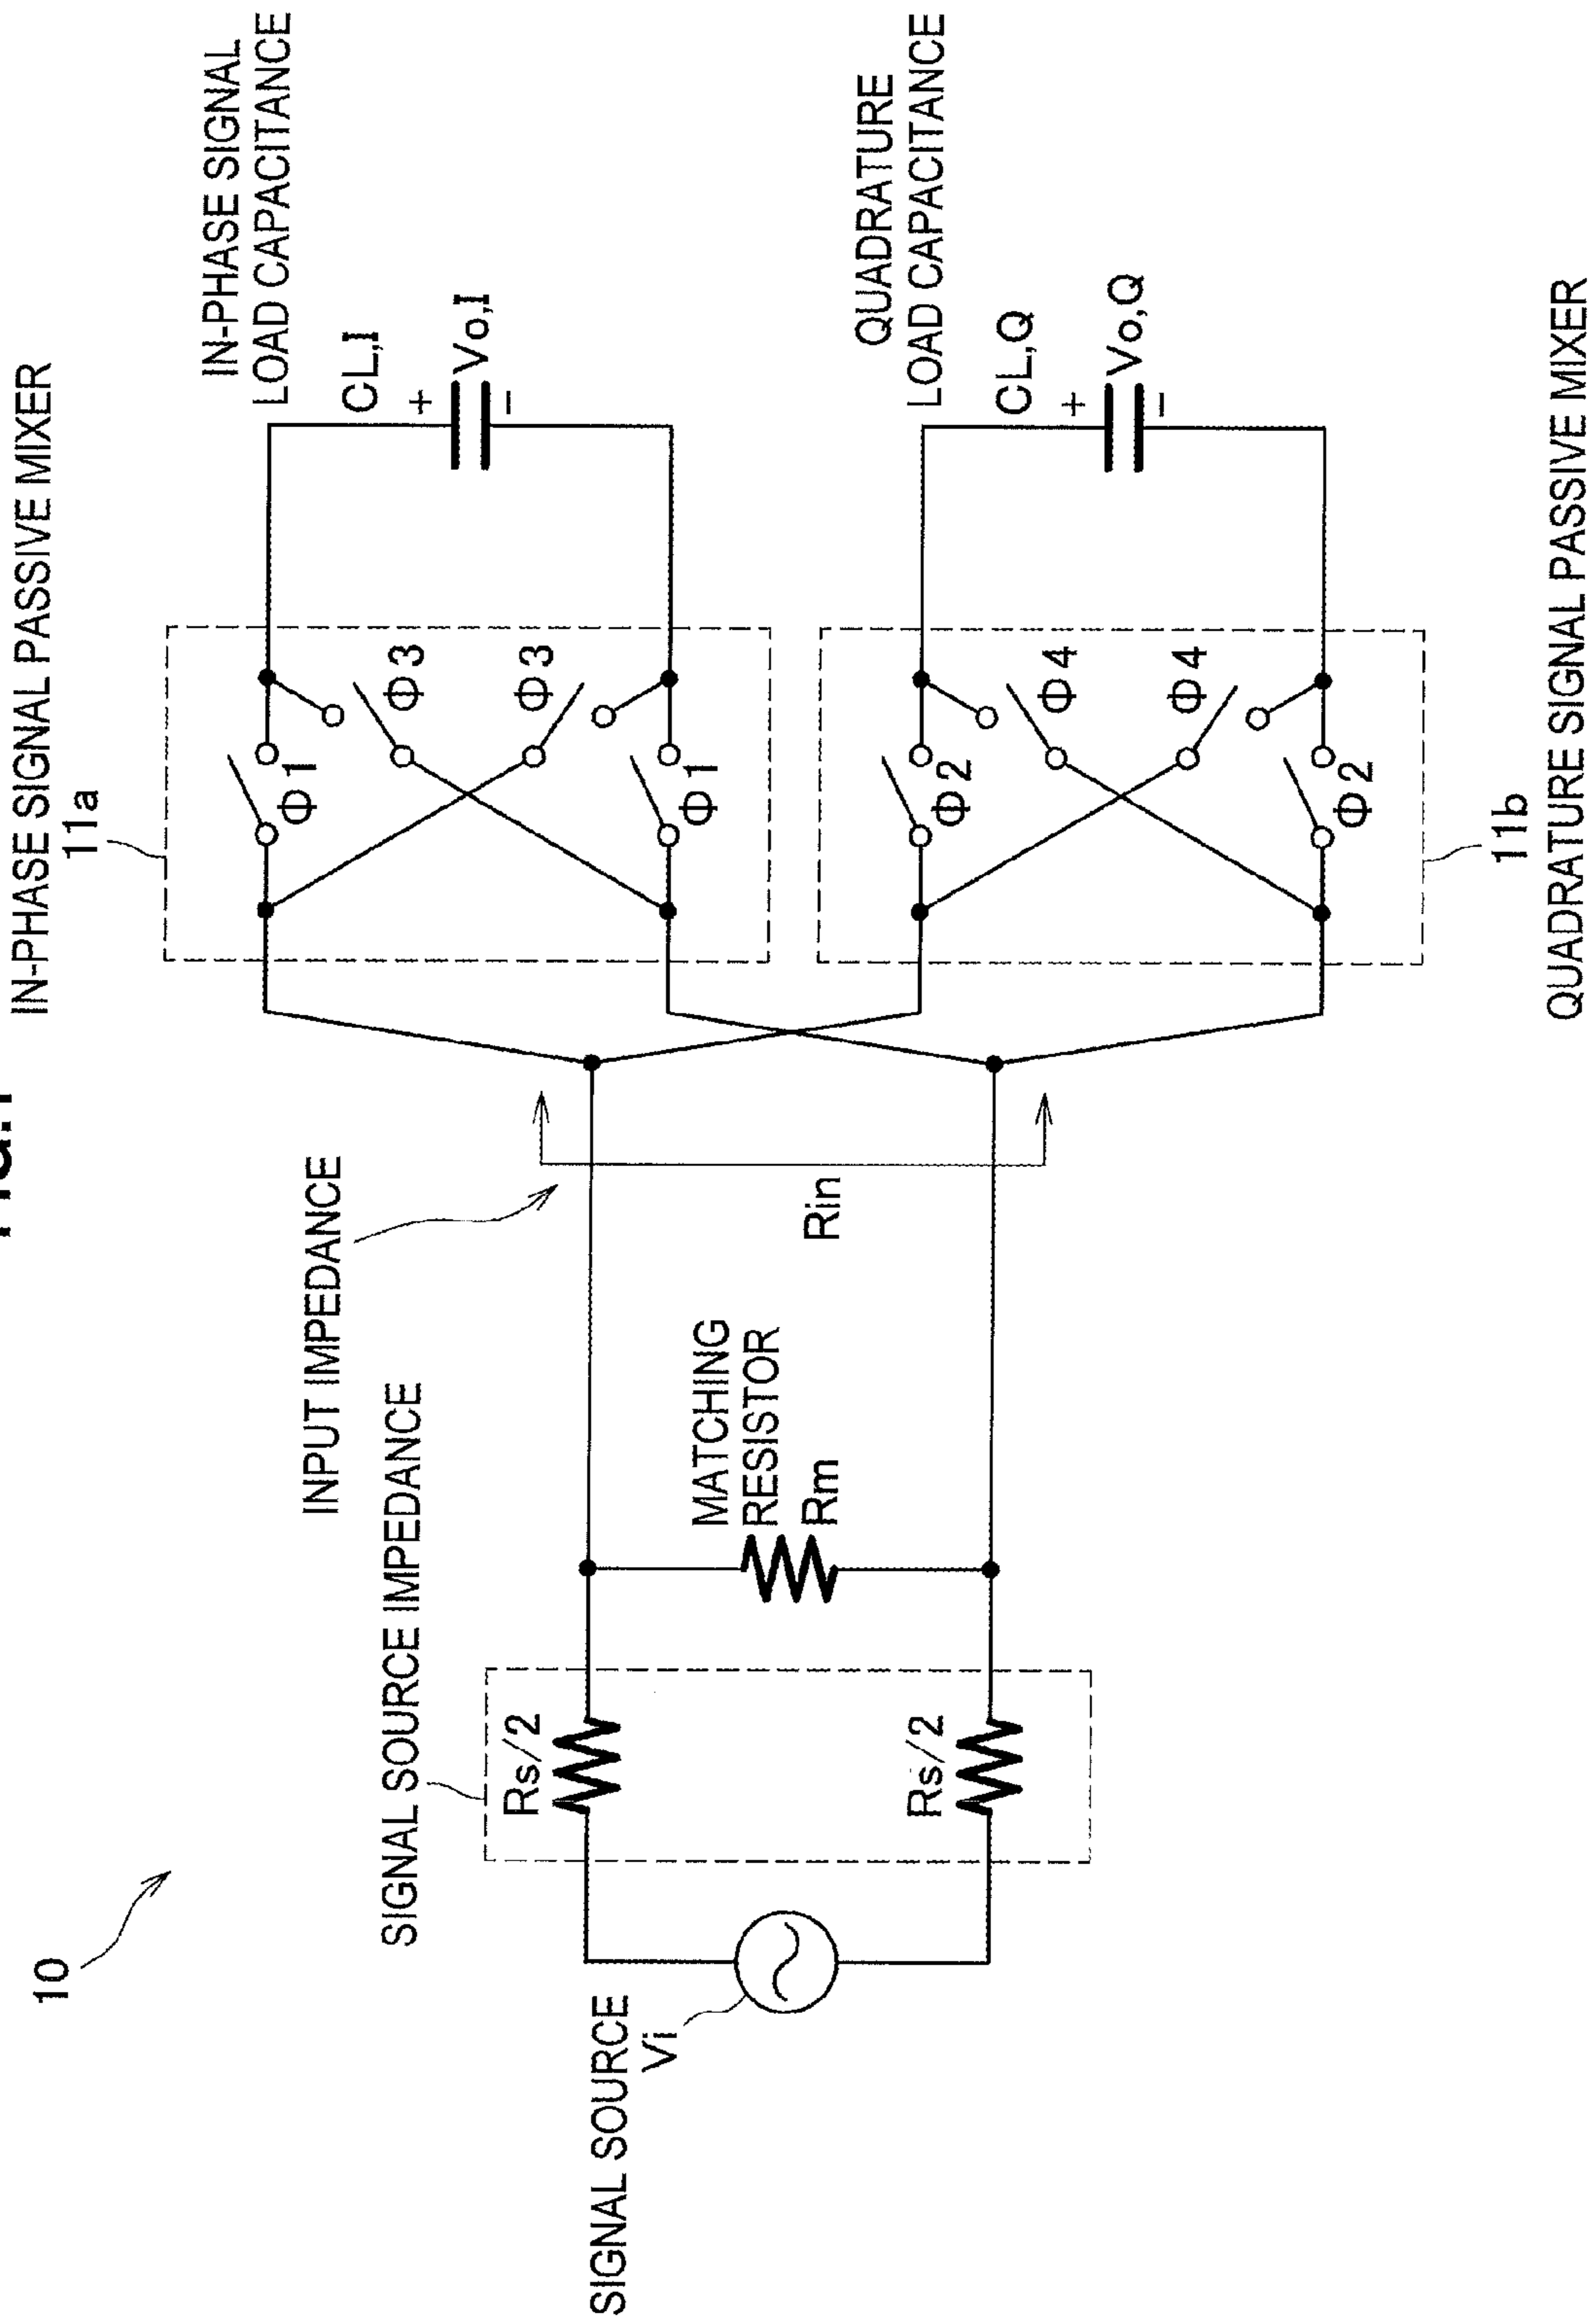 10
IN-PHASE SIGNAL PASSIVE MIXER
11a
IN-PHASE SIGNAL
LOAD CAPACITANCE
CL,I
+
Vo,I
−
Φ1
Φ3
Φ3
Φ1
INPUT IMPEDANCE
SIGNAL SOURCE IMPEDANCE
Rs/2
Rs/2
SIGNAL SOURCE
Vi
MATCHING
RESISTOR
Rm
Rin
QUADRATURE
LOAD CAPACITANCE
CL,Q
+
Vo,Q
−
Φ2
Φ4
Φ4
Φ2
11b
QUADRATURE SIGNAL PASSIVE MIXER